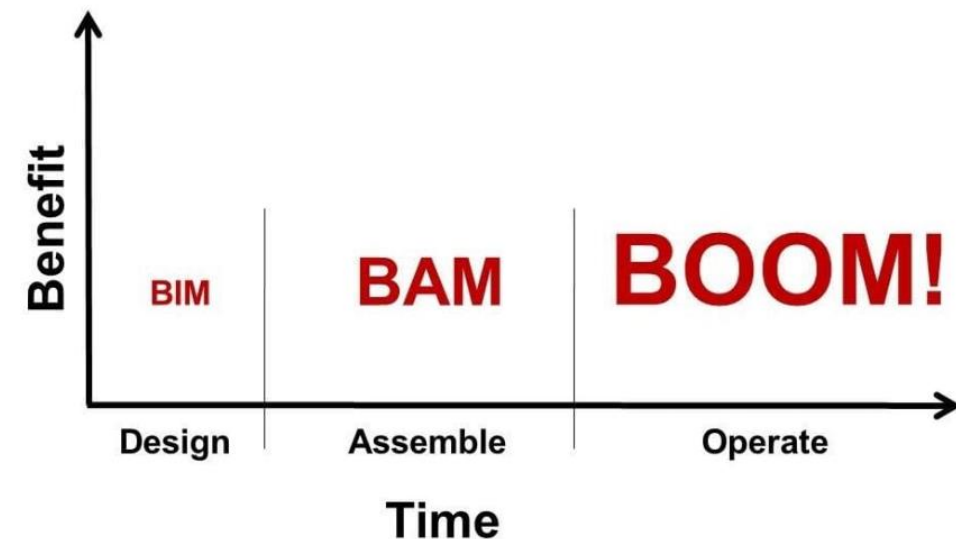 Benefit
BIM
BAM
BOOM!
Design
Assemble
Operate
Time